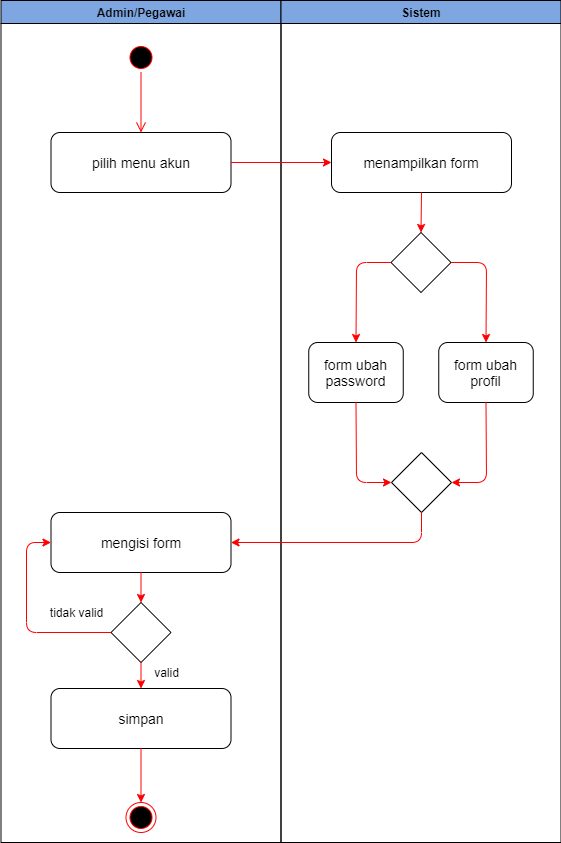 Admin/Pegawai
Sistem
pilih menu akun
menampilkan form
form ubah
password
form ubah
profil
mengisi form
tidak valid
valid
simpan